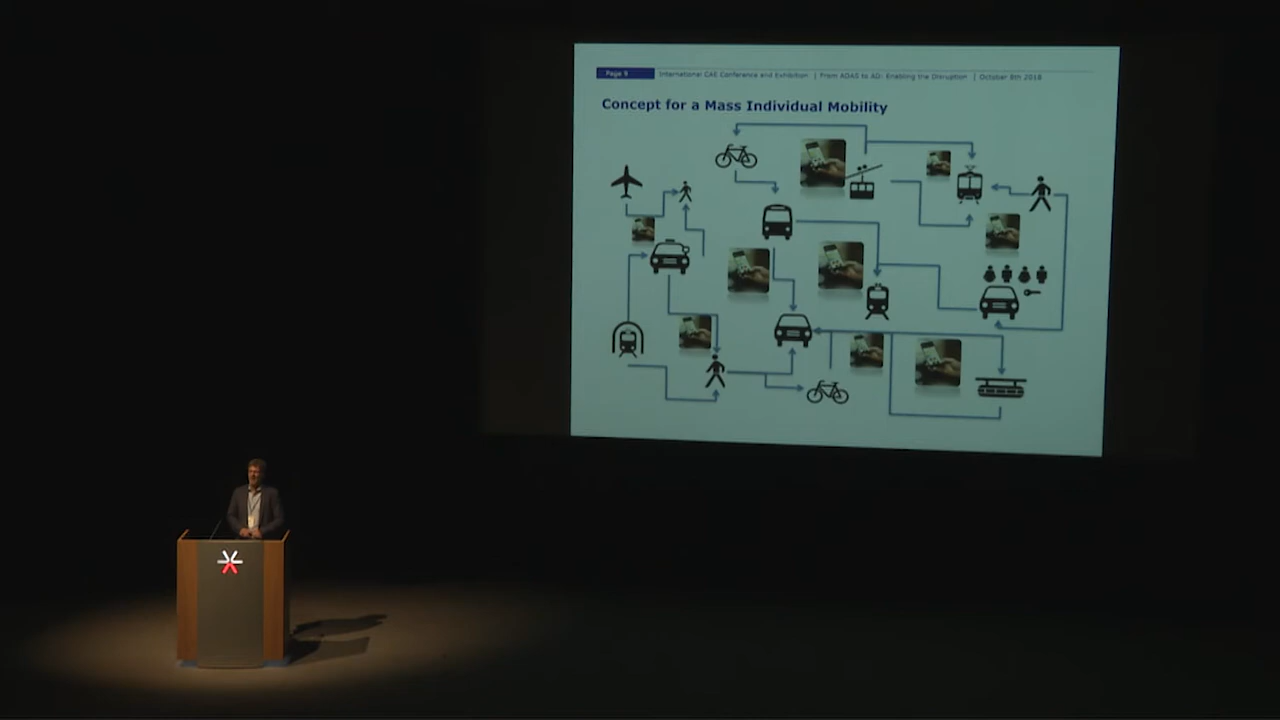 Page 9
International CAE Conference and Exhibition | From ADAS to AD: Enabling the Disruption | October 8th 2018
Concept for a Mass Individual Mobility